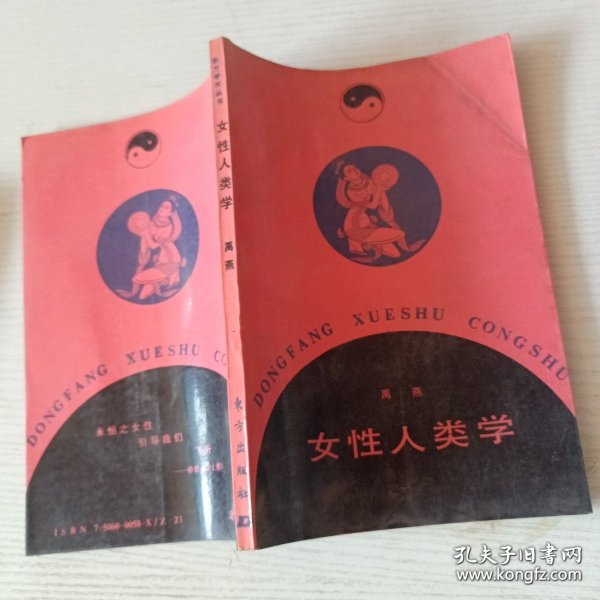 DONGFANG XUESHU CONGSHU
禹 燕
女性人类学
东方学术丛书
女性人类学
禹燕
東方出版社
DONGFANG XUESHU CO
永恒之女性
引导我们
ISBN 7-5060-0058-X/Z·21
孔夫子旧书网
www.kongfz.com